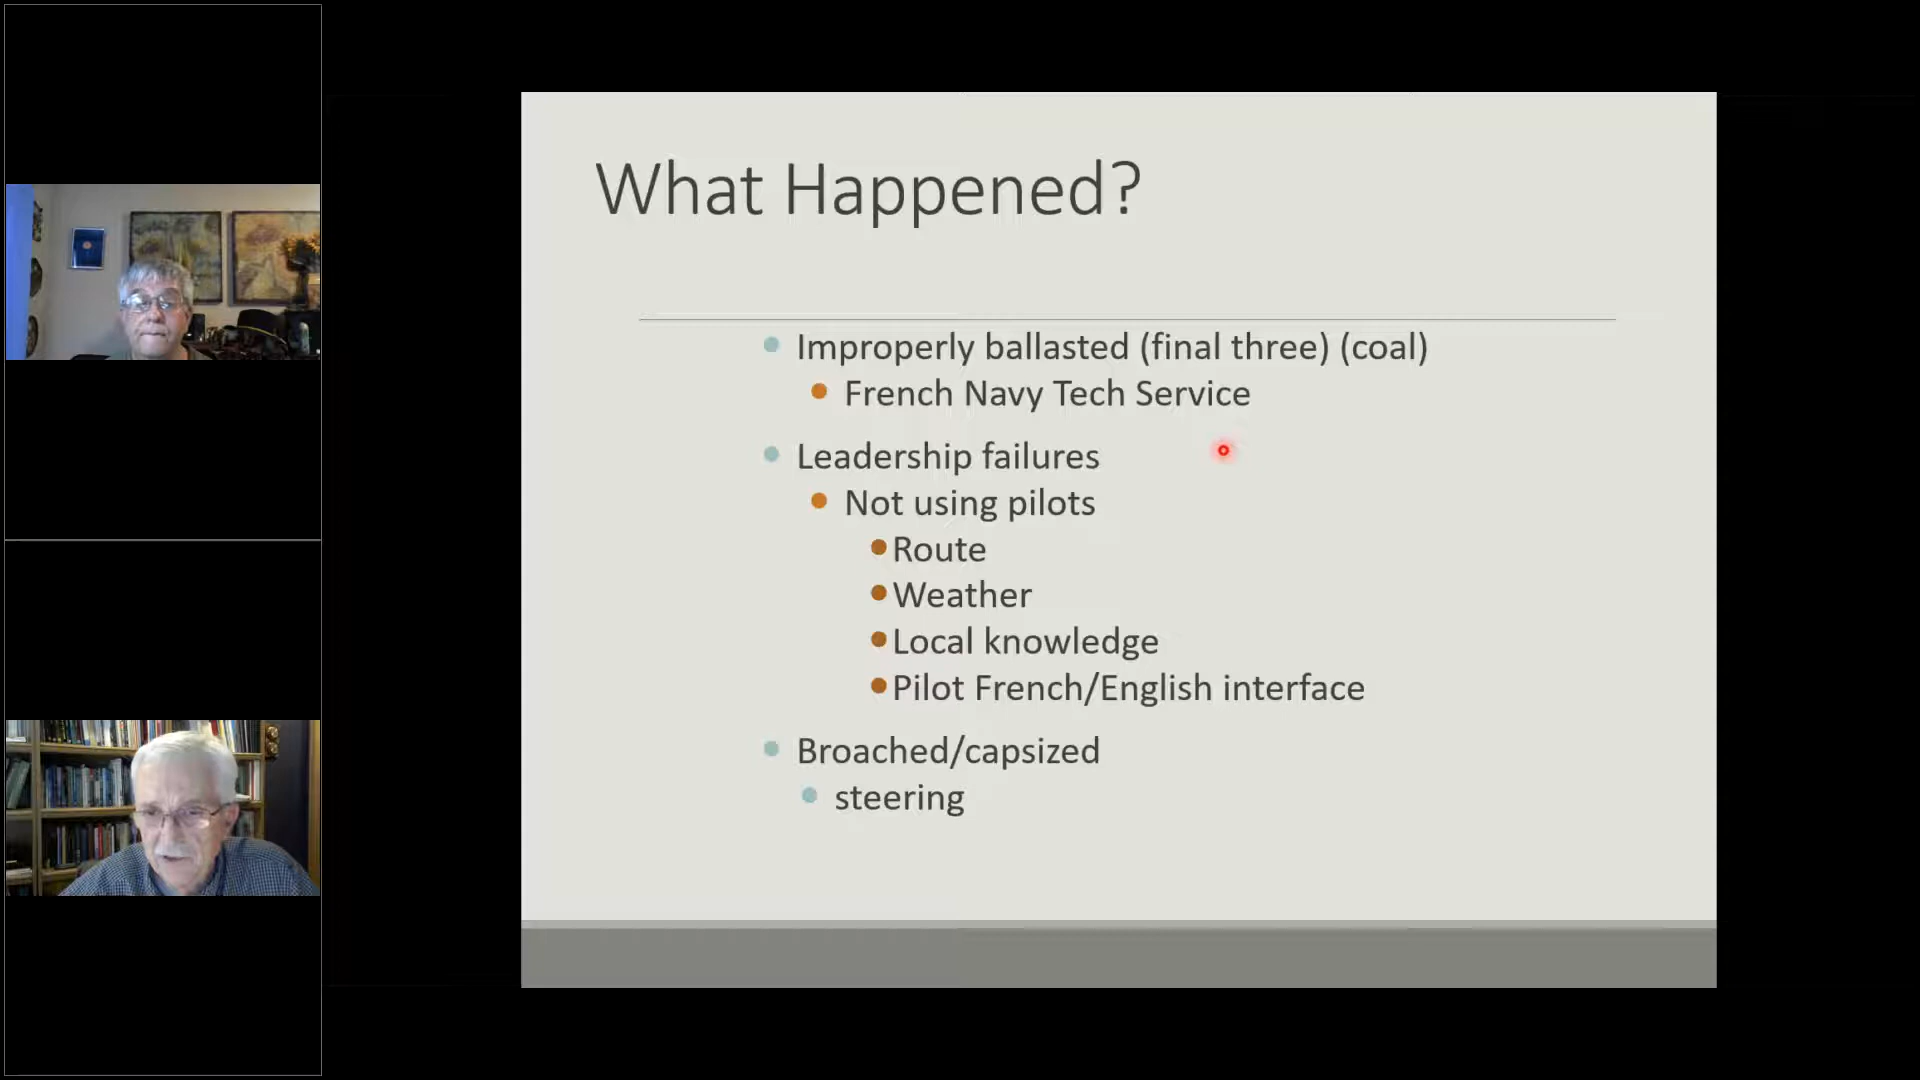 What Happened?
Improperly ballasted (final three) (coal)
French Navy Tech Service
Leadership failures
Not using pilots
Route
Weather
Local knowledge
Pilot French/English interface
Broached/capsized
steering